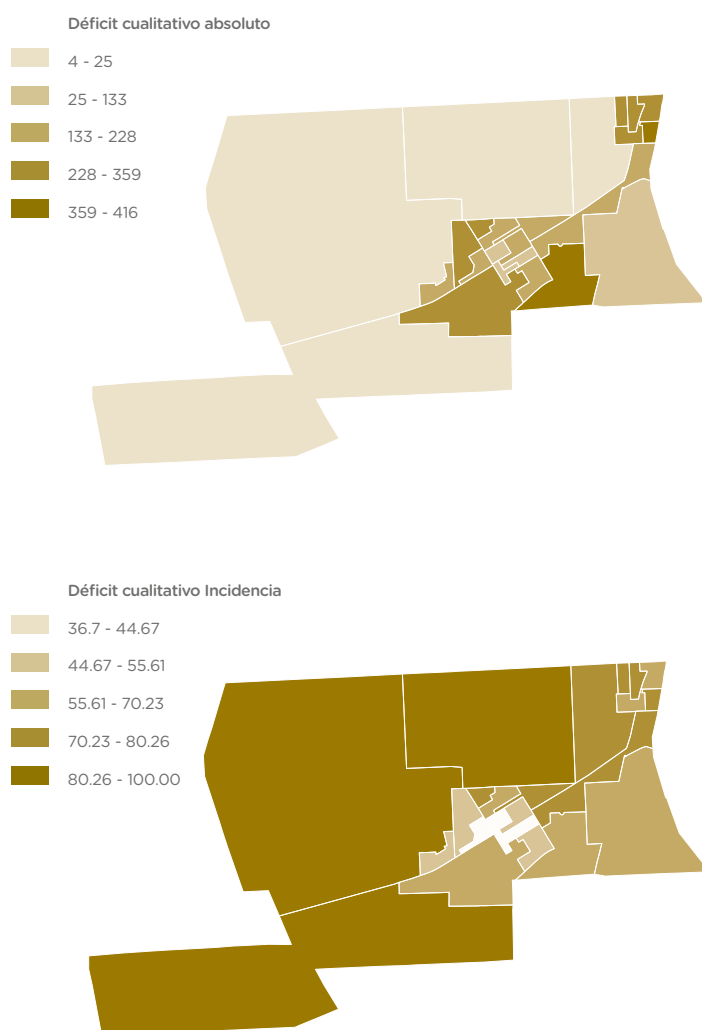 Déficit cualitativo absoluto
4 - 25
25 - 133
133 - 228
228 - 359
359 - 416
Déficit cualitativo Incidencia
36.7 - 44.67
44.67 - 55.61
55.61 - 70.23
70.23 - 80.26
80.26 - 100.00